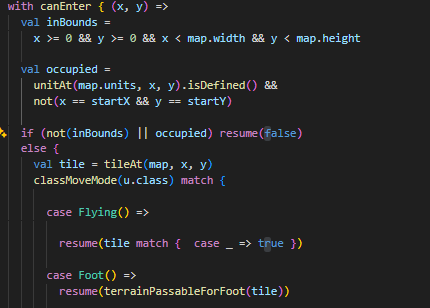 with canEnter { (x, y) =>
val inBounds =
x >= 0 && y >= 0 && x < map.width && y < map.height
val occupied =
unitAt(map.units, x, y).isDefined() &&
not(x == startX && y == startY)
if (not(inBounds) || occupied) resume(false)
else {
val tile = tileAt(map, x, y)
classMoveMode(u.class) match {
case Flying() =>
resume(tile match { case _ => true })
case Foot() =>
resume(terrainPassableForFoot(tile))